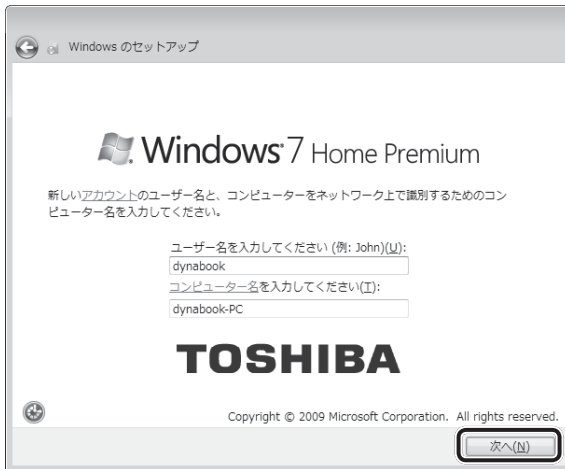 Windows のセットアップ
Windows 7 Home Premium
新しいアカウントのユーザー名と、コンピューターをネットワーク上で識別するためのコン
ピューター名を入力してください。
ユーザー名を入力してください (例: John)(U):
dynabook
コンピューター名を入力してください(T):
dynabook-PC
TOSHIBA
Copyright © 2009 Microsoft Corporation. All rights reserved.
次へ(N)